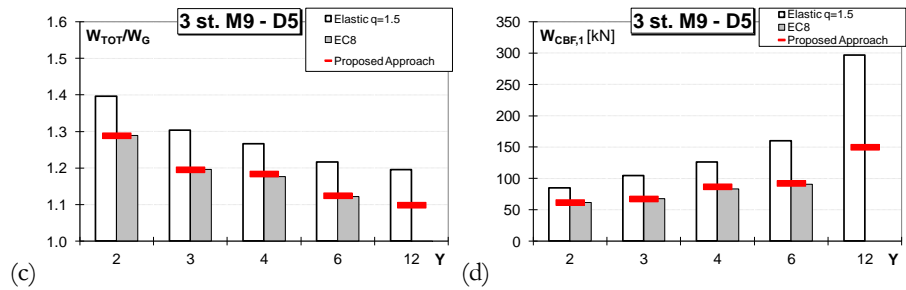 3 st. M9 - D5
W_TOT/W_G
Elastic q=1.5
EC8
Proposed Approach
1.6
1.5
1.4
1.3
1.2
1.1
1.0
2 3 4 6 12 Y
(c)
3 st. M9 - D5
W_CBF,1 [kN]
Elastic q=1.5
EC8
Proposed Approach
350
300
250
200
150
100
50
0
2 3 4 6 12 Y
(d)